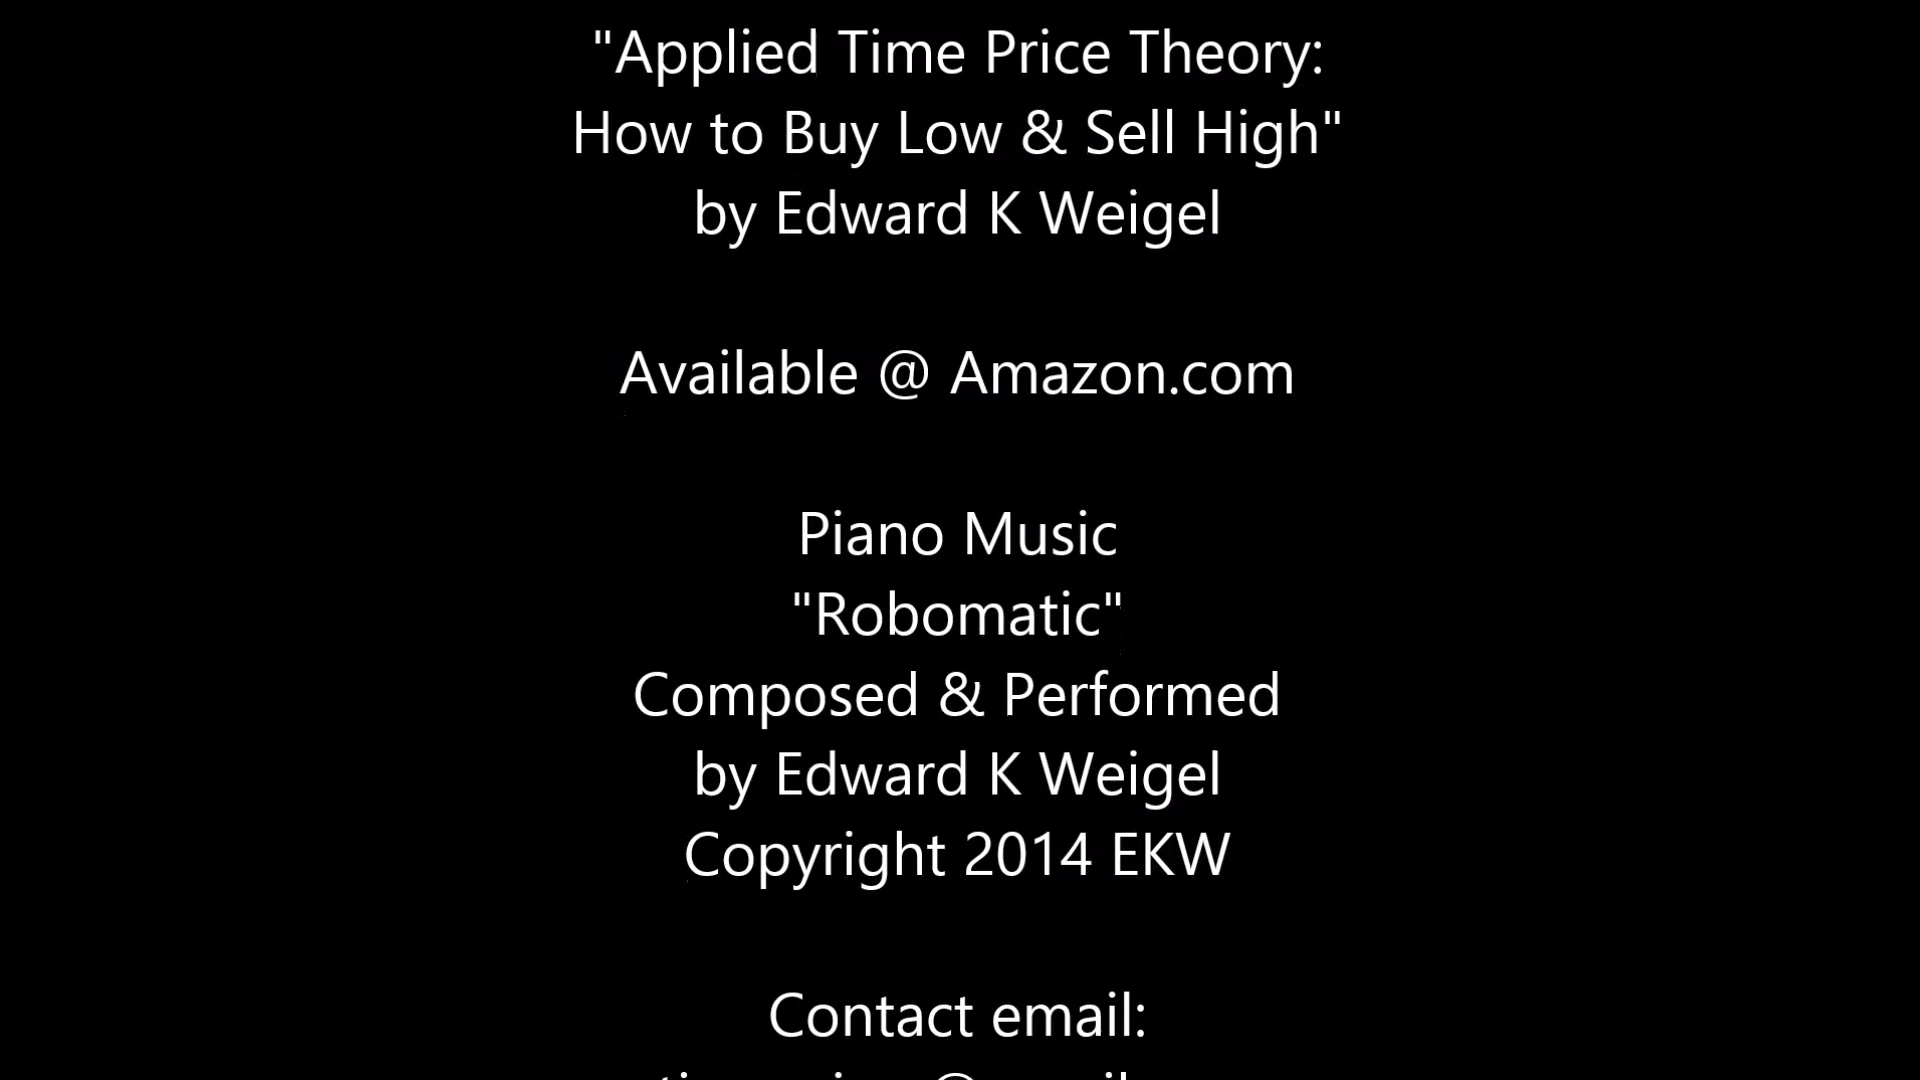 "Applied Time Price Theory:
How to Buy Low & Sell High"
by Edward K Weigel
Available @ Amazon.com
Piano Music
"Robomatic"
Composed & Performed
by Edward K Weigel
Copyright 2014 EKW
Contact email: